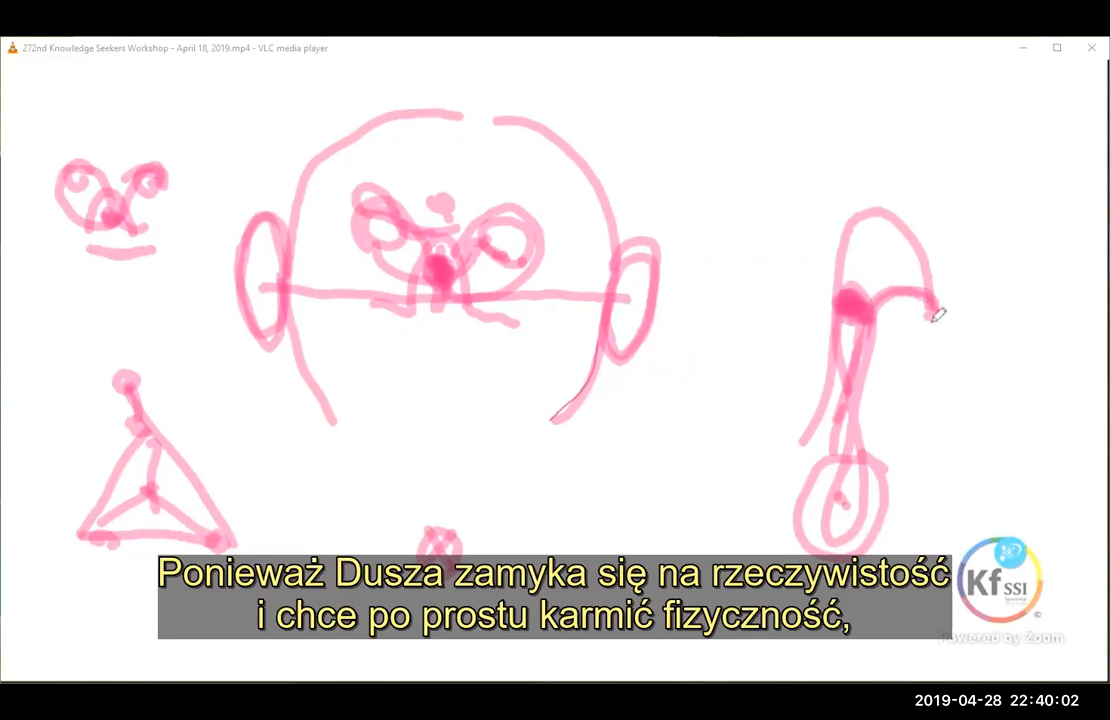 272nd Knowledge Seekers Workshop - April 18, 2019.mp4 - VLC media player
Ponieważ Dusza zamyka się na rzeczywistość
i chce po prostu karmić fizyczność,
Kf SSI
©
owered by Zoom
2019-04-28 22:40:02